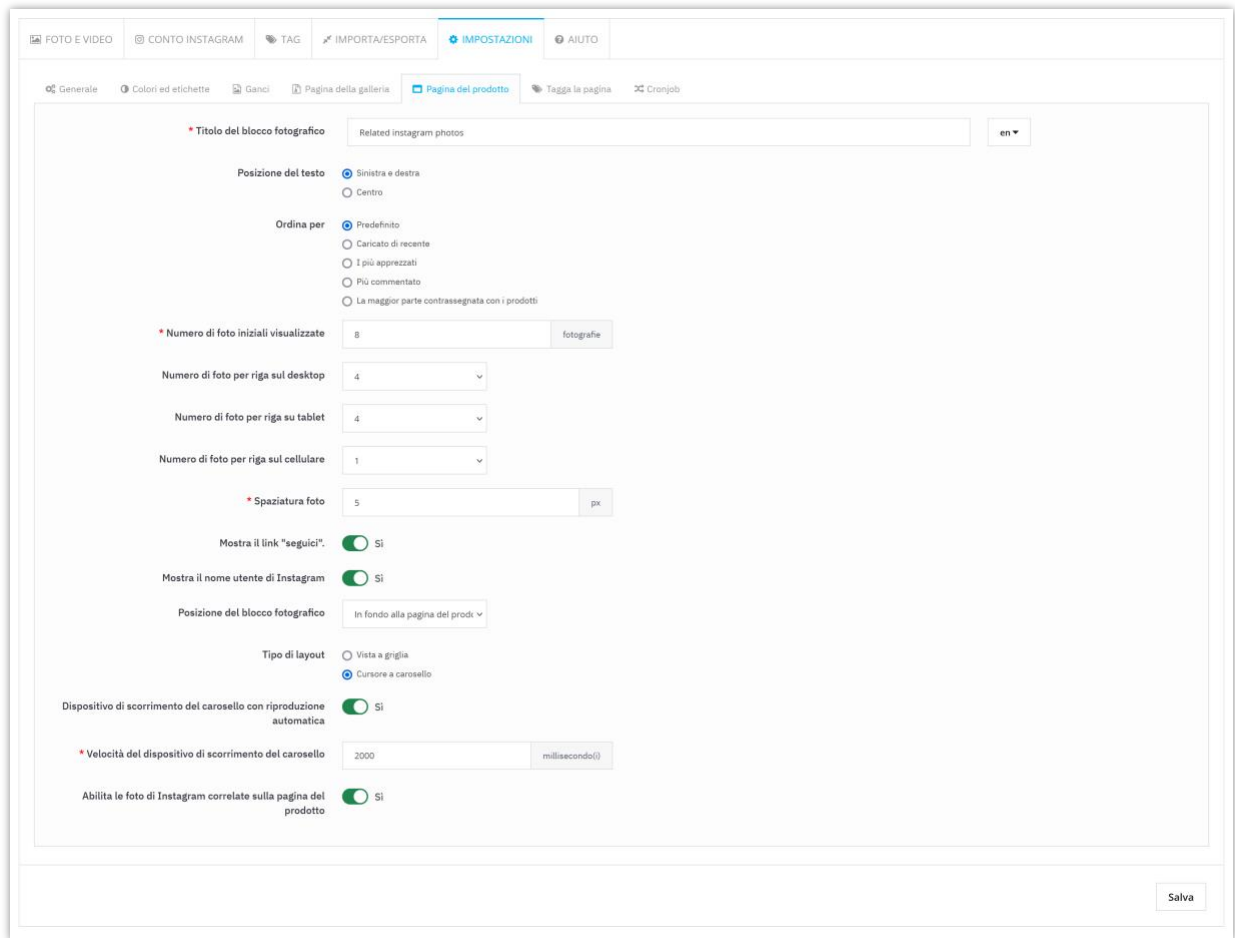 FOTO E VIDEO CONTO INSTAGRAM TAG IMPORTA/ESPORTA IMPOSTAZIONI AIUTO
Generale Colori ed etichette Ganci Pagina della galleria Pagina del prodotto Tagga la pagina Cronjob
* Titolo del blocco fotografico Related instagram photos en
Posizione del testo Sinistra e destra
Centro
Ordina per Predefinito
Caricato di recente
I più apprezzati
Più commentato
La maggior parte contrassegnata con i prodotti
* Numero di foto iniziali visualizzate 8 fotografie
Numero di foto per riga sul desktop 4
Numero di foto per riga su tablet 4
Numero di foto per riga sul cellulare 1
* Spaziatura foto 5 px
Mostra il link "seguici". Sì
Mostra il nome utente di Instagram Sì
Posizione del blocco fotografico In fondo alla pagina del prod
Tipo di layout Vista a griglia
Cursore a carosello
Dispositivo di scorrimento del carosello con riproduzione Sì
automatica
* Velocità del dispositivo di scorrimento del carosello 2000 millisecondo(i)
Abilita le foto di Instagram correlate sulla pagina del Sì
prodotto
Salva